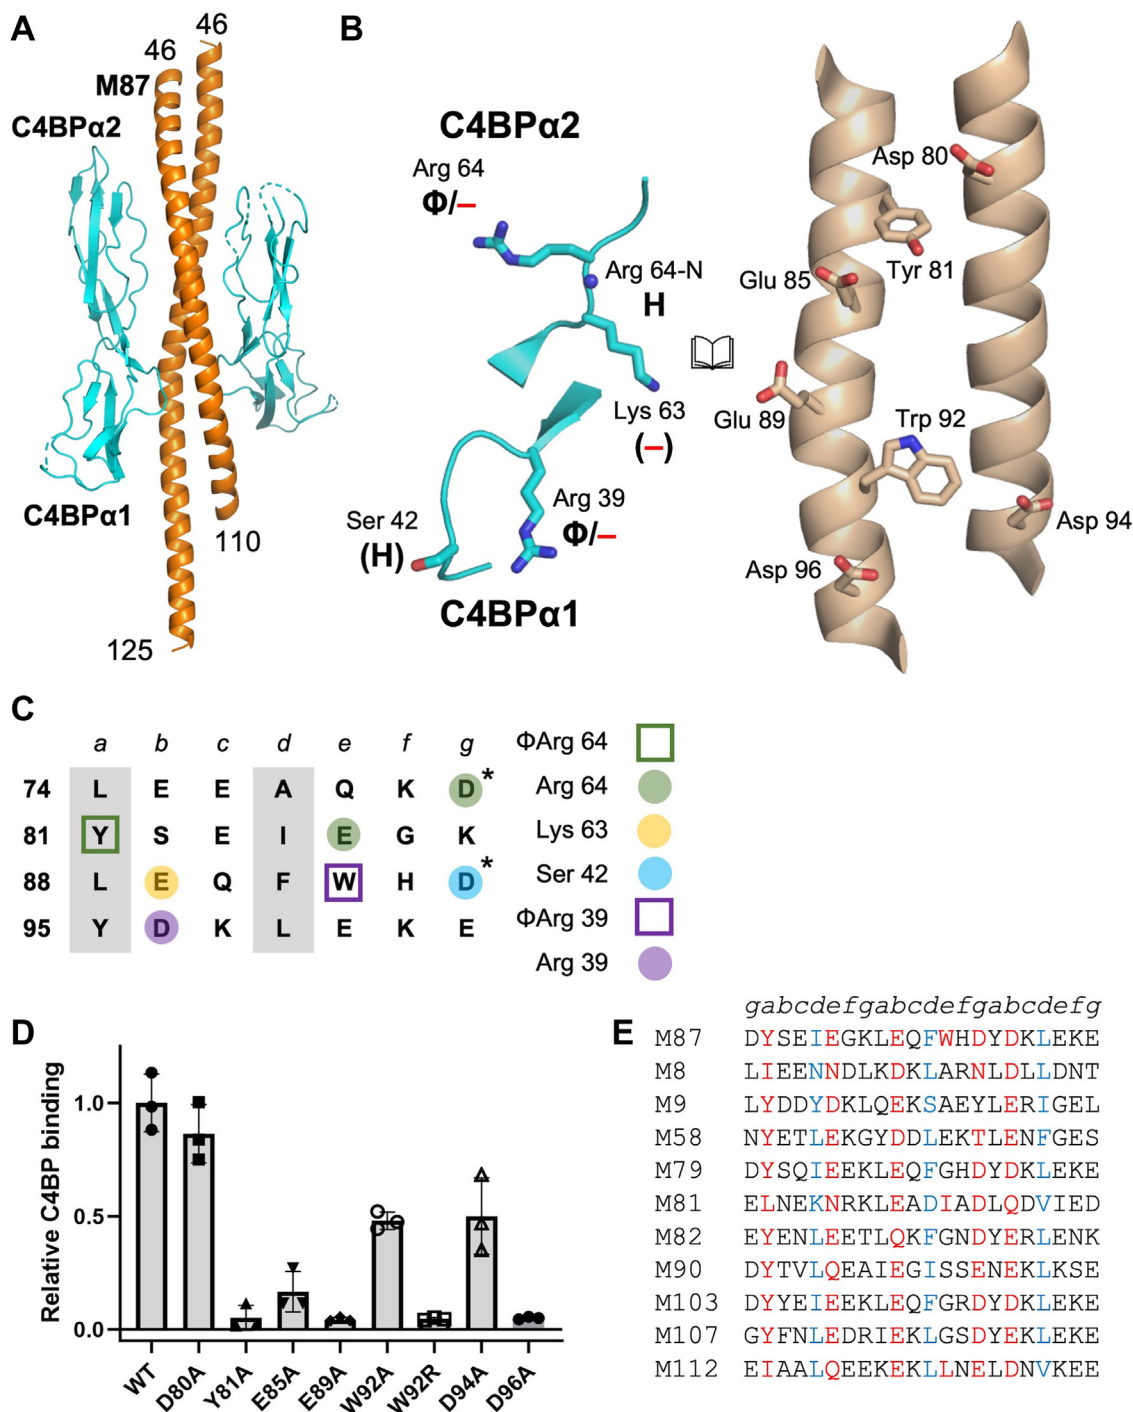 A
46
46
M87
C4BPα2
C4BPα1
110
125
B
C4BPα2
Arg 64
Φ/–
Arg 64-N
H
Lys 63
(–)
Arg 39
Φ/–
Ser 42
(H)
C4BPα1
Asp 80
Tyr 81
Glu 85
Glu 89
Trp 92
Asp 94
Asp 96
C
a b c d e f g
74 L E E A Q K D*
81 Y S E I E G K
88 L E Q F W H D*
95 Y D K L E K E
ΦArg 64
Arg 64
Lys 63
Ser 42
ΦArg 39
Arg 39
D
Relative C4BP binding
1.0
0.5
0.0
WT D80A Y81A E85A E89A W92A W92R D94A D96A
E
gabcdefgabcdefgabcdefg
M87 DYSEIEGKLEQFWHDYDKLEKE
M8 LIEENNDLKDKLARNLDLLDNT
M9 LYDDYDKLQEKSAEYLERIGEL
M58 NYETLEKGYDDLEKTLENFGES
M79 DYSQIEEKLEQFGHDYDKLEKE
M81 ELNEKNRKLEADIADLQDVIED
M82 EYENLEETLQKFGNDYERLENK
M90 DYTVLQEAIEGISSENEKLKSE
M103 DYYEIEEKLEQFGRDYDKLEKE
M107 GYFNLEDRIEKLGSDYEKLEKE
M112 EIAALQEEKEKLLNELDNVKEE